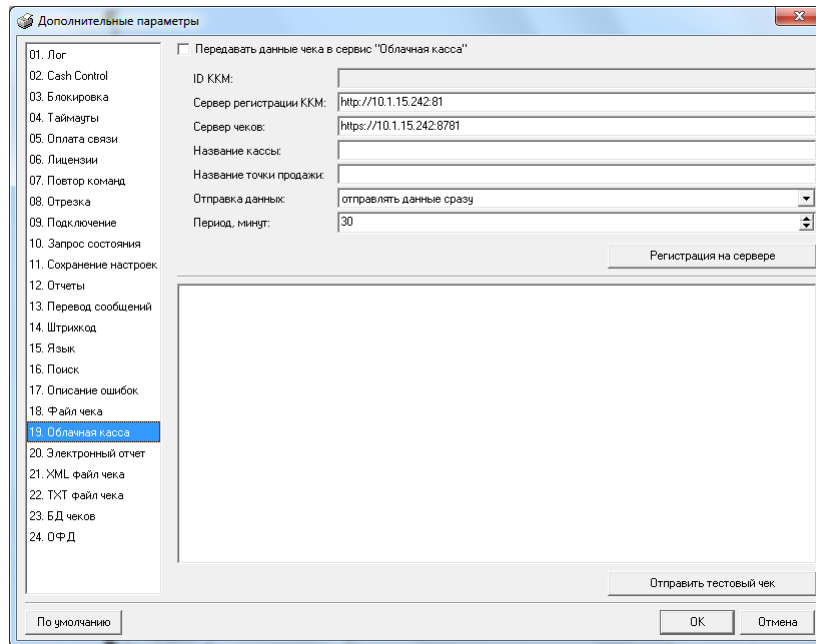 Дополнительные параметры
01. Лог
02. Cash Control
03. Блокировка
04. Таймауты
05. Оплата связи
06. Лицензии
07. Повтор команд
08. Отрезка
09. Подключение
10. Запрос состояния
11. Сохранение настроек
12. Отчеты
13. Перевод сообщений
14. Штрихкод
15. Язык
16. Поиск
17. Описание ошибок
18. Файл чека
19. Облачная касса
20. Электронный отчет
21. XML файл чека
22. TXT файл чека
23. БД чеков
24. ОФД
Передавать данные чека в сервис "Облачная касса"
ID ККМ:
Сервер регистрации ККМ: http://10.1.15.242:81
Сервер чеков: https://10.1.15.242:8781
Название кассы:
Название точки продажи:
Отправка данных: отправлять данные сразу
Период, минут: 30
Регистрация на сервере
Отправить тестовый чек
По умолчанию OK Отмена